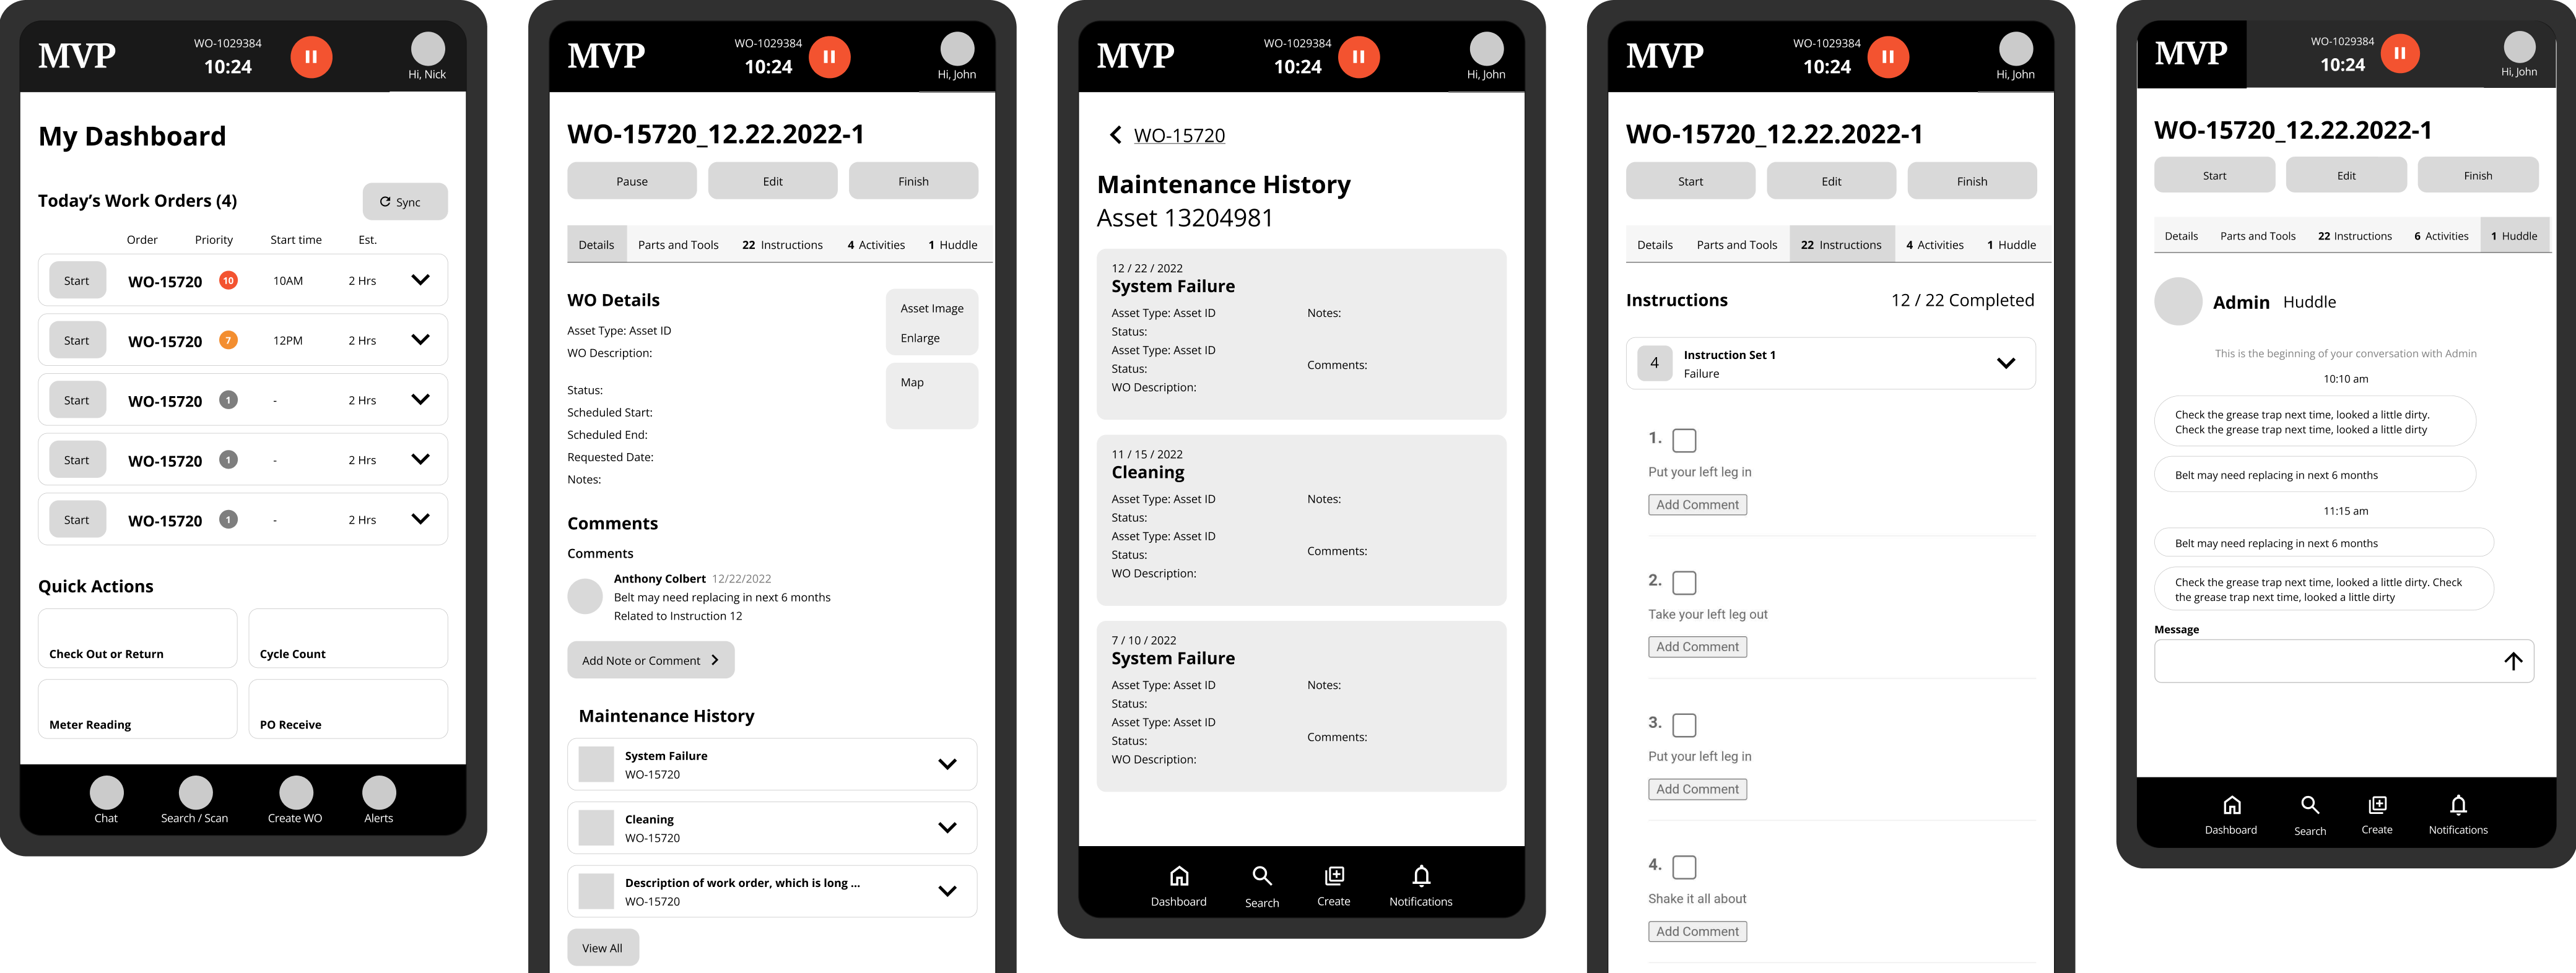 MVP
WO-1029384
10:24
Hi, Nick
My Dashboard
Today's Work Orders (4)
Sync
Order Priority Start time Est.
Start WO-15720 10 10AM 2 Hrs
Start WO-15720 7 12PM 2 Hrs
Start WO-15720 1 - 2 Hrs
Start WO-15720 1 - 2 Hrs
Start WO-15720 1 - 2 Hrs
Quick Actions
Check Out or Return
Cycle Count
Meter Reading
PO Receive
Chat Search / Scan Create WO Alerts
MVP
WO-1029384
10:24
Hi, John
WO-15720_12.22.2022-1
Pause Edit Finish
Details Parts and Tools 22 Instructions 4 Activities 1 Huddle
WO Details
Asset Type: Asset ID
WO Description:
Status:
Scheduled Start:
Scheduled End:
Requested Date:
Notes:
Asset Image
Enlarge
Map
Comments
Comments
Anthony Colbert 12/22/2022
Belt may need replacing in next 6 months
Related to Instruction 12
Add Note or Comment
Maintenance History
System Failure
WO-15720
Cleaning
WO-15720
Description of work order, which is long ...
WO-15720
View All
MVP
WO-1029384
10:24
Hi, John
WO-15720
Maintenance History
Asset 13204981
12 / 22 / 2022
System Failure
Asset Type: Asset ID
Status:
Asset Type: Asset ID
Status:
WO Description:
Notes:
Comments:
11 / 15 / 2022
Cleaning
Asset Type: Asset ID
Status:
Asset Type: Asset ID
Status:
WO Description:
Notes:
Comments:
7 / 10 / 2022
System Failure
Asset Type: Asset ID
Status:
Asset Type: Asset ID
Status:
WO Description:
Notes:
Comments:
Dashboard Search Create Notifications
MVP
WO-1029384
10:24
Hi, John
WO-15720_12.22.2022-1
Start Edit Finish
Details Parts and Tools 22 Instructions 4 Activities 1 Huddle
Instructions 12 / 22 Completed
4
Instruction Set 1
Failure
1.
Put your left leg in
Add Comment
2.
Take your left leg out
Add Comment
3.
Put your left leg in
Add Comment
4.
Shake it all about
Add Comment
MVP
WO-1029384
10:24
Hi, John
WO-15720_12.22.2022-1
Start Edit Finish
Details Parts and Tools 22 Instructions 6 Activities 1 Huddle
Admin Huddle
This is the beginning of your conversation with Admin
10:10 am
Check the grease trap next time, looked a little dirty.
Check the grease trap next time, looked a little dirty
Belt may need replacing in next 6 months
11:15 am
Belt may need replacing in next 6 months
Check the grease trap next time, looked a little dirty. Check
the grease trap next time, looked a little dirty
Message
Dashboard Search Create Notifications